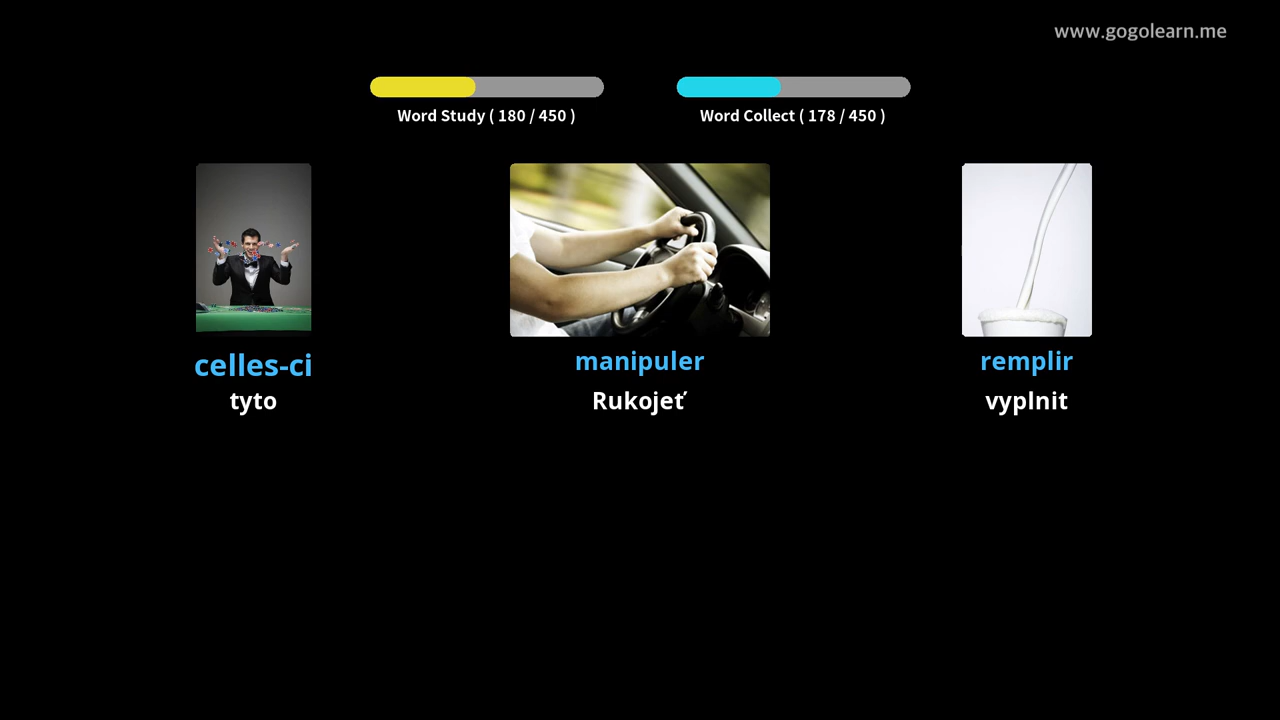 www.gogolearn.me
Word Study ( 180 / 450 )
Word Collect ( 178 / 450 )
celles-ci
tyto
manipuler
Rukojeť
remplir
vyplnit